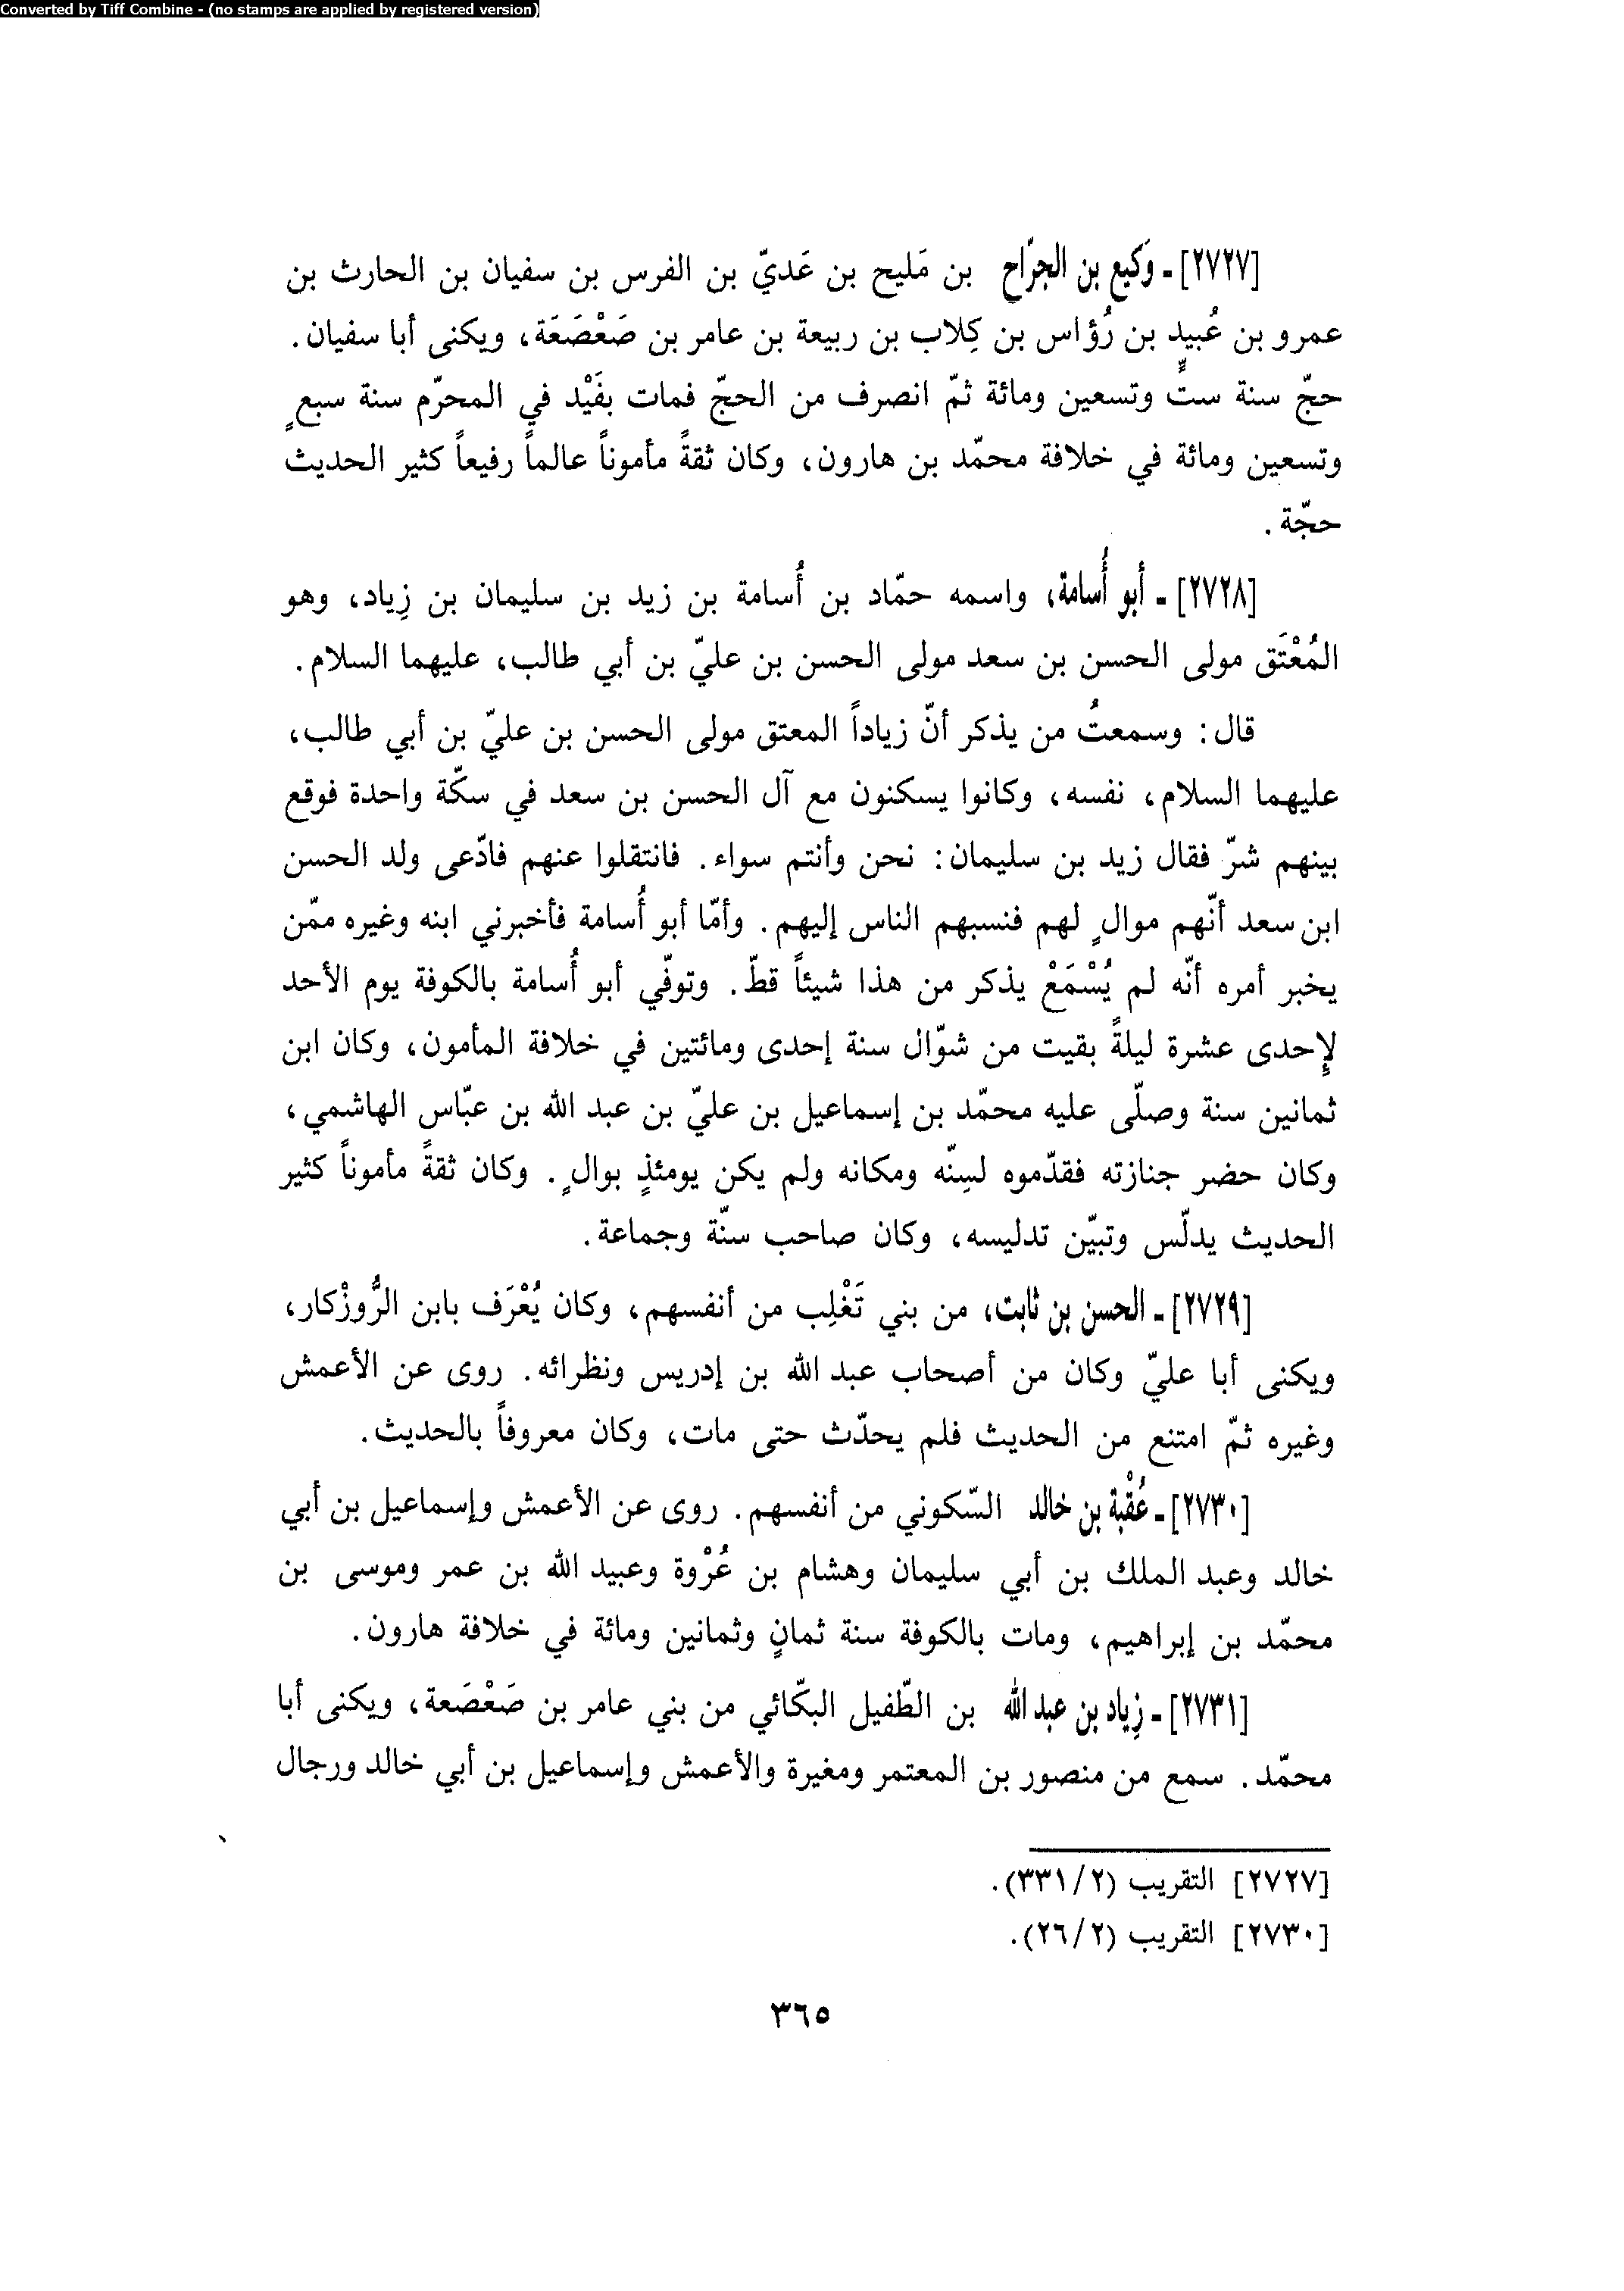 Converted by Tiff Combine - (no stamps are applied by registered version)
[٢٧٢٧] - وَكيع بن الجرّاح بن مَليح بن عَديّ بن الفرس بن سفيان بن الحارث بن
عمرو بن عُبيد بن رُؤاس بن كِلاب بن ربيعة بن عامر بن صَعْصَعَة، ويكنى أبا سفيان.
حجّ سنة ستٍّ وتسعين ومائة ثمّ انصرف من الحجّ فمات بفَيْد في المحرّم سنة سبعٍ
وتسعين ومائة في خلافة محمّد بن هارون، وكان ثقةً مأموناً عالماً رفيعاً كثير الحديث
حجّة.
[٢٧٢٨] - أبو أُسامة، واسمه حمّاد بن أُسامة بن زيد بن سليمان بن زِياد، وهو
المُعْتَق مولى الحسن بن سعد مولى الحسن بن عليّ بن أبي طالب، عليهما السلام.
قال: وسمعتُ من يذكر أنّ زياداً المعتق مولى الحسن بن عليّ بن أبي طالب،
عليهما السلام، نفسه، وكانوا يسكنون مع آل الحسن بن سعد في سكّة واحدة فوقع
بينهم شرّ فقال زيد بن سليمان: نحن وأنتم سواء. فانتقلوا عنهم فادّعى ولد الحسن
ابن سعد أنّهم موالٍ لهم فنسبهم الناس إليهم. وأمّا أبو أُسامة فأخبرني ابنه وغيره ممّن
يخبر أمره أنّه لم يُسْمَعْ يذكر من هذا شيئاً قطّ. وتوفّي أبو أُسامة بالكوفة يوم الأحد
لإِحدى عشرة ليلةً بقيت من شوّال سنة إحدى ومائتين في خلافة المأمون، وكان ابن
ثمانين سنة وصلّى عليه محمّد بن إسماعيل بن عليّ بن عبد الله بن عبّاس الهاشمي،
وكان حضر جنازته فقدّموه لسِنّه ومكانه ولم يكن يومئذٍ بوالٍ. وكان ثقةً مأموناً كثير
الحديث يدلّس وتبيّن تدليسه، وكان صاحب سنّة وجماعة.
[٢٧٢٩] - الحسن بن ثابت، من بني تَغْلِب من أنفسهم، وكان يُعْرَف بابن الرُّوزْكار،
ويكنى أبا عليّ وكان من أصحاب عبد الله بن إدريس ونظرائه. روى عن الأعمش
وغيره ثمّ امتنع من الحديث فلم يحدّث حتى مات، وكان معروفاً بالحديث.
[٢٧٣٠] - عُقْبة بن خالد السّكوني من أنفسهم. روى عن الأعمش وإسماعيل بن أبي
خالد وعبد الملك بن أبي سليمان وهشام بن عُرْوة وعبيد الله بن عمر وموسى بن
محمّد بن إبراهيم، ومات بالكوفة سنة ثمانٍ وثمانين ومائة في خلافة هارون.
[٢٧٣١] - زِياد بن عبد الله بن الطّفيل البكّائي من بني عامر بن صَعْصَعة، ويكنى أبا
محمّد. سمع من منصور بن المعتمر ومغيرة والأعمش وإسماعيل بن أبي خالد ورجال
[٢٧٢٧] التقريب (٢/٣٣١).
[٢٧٣٠] التقريب (٢/٢٦).
٣٦٥